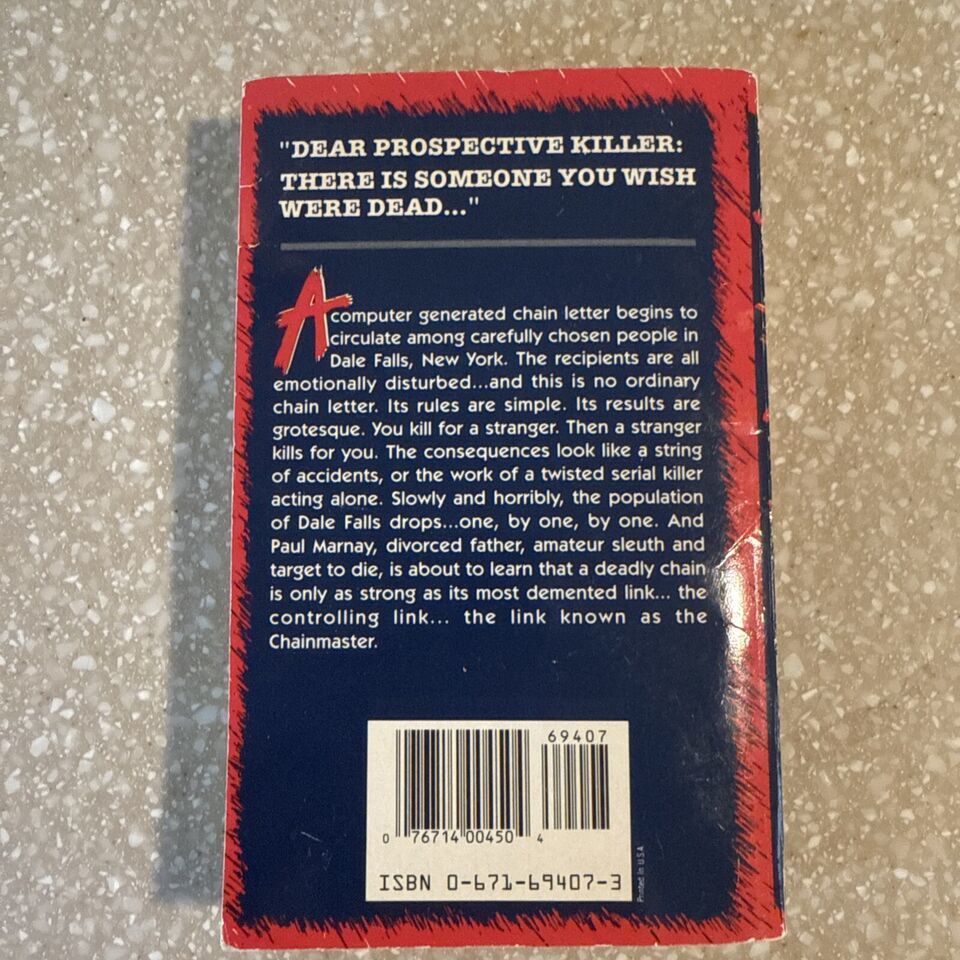 "DEAR PROSPECTIVE KILLER:
THERE IS SOMEONE YOU WISH
WERE DEAD..."
A computer generated chain letter begins to
circulate among carefully chosen people in
Dale Falls, New York. The recipients are all
emotionally disturbed...and this is no ordinary
chain letter. Its rules are simple. Its results are
grotesque. You kill for a stranger. Then a stranger
kills for you. The consequences look like a string
of accidents, or the work of a twisted serial killer
acting alone. Slowly and horribly, the population
of Dale Falls drops...one, by one, by one. And
Paul Marnay, divorced father, amateur sleuth and
target to die, is about to learn that a deadly chain
is only as strong as its most demented link... the
controlling link... the link known as the
Chainmaster.
69407
0 76714 00450 4
ISBN 0-671-69407-3
Printed in U.S.A